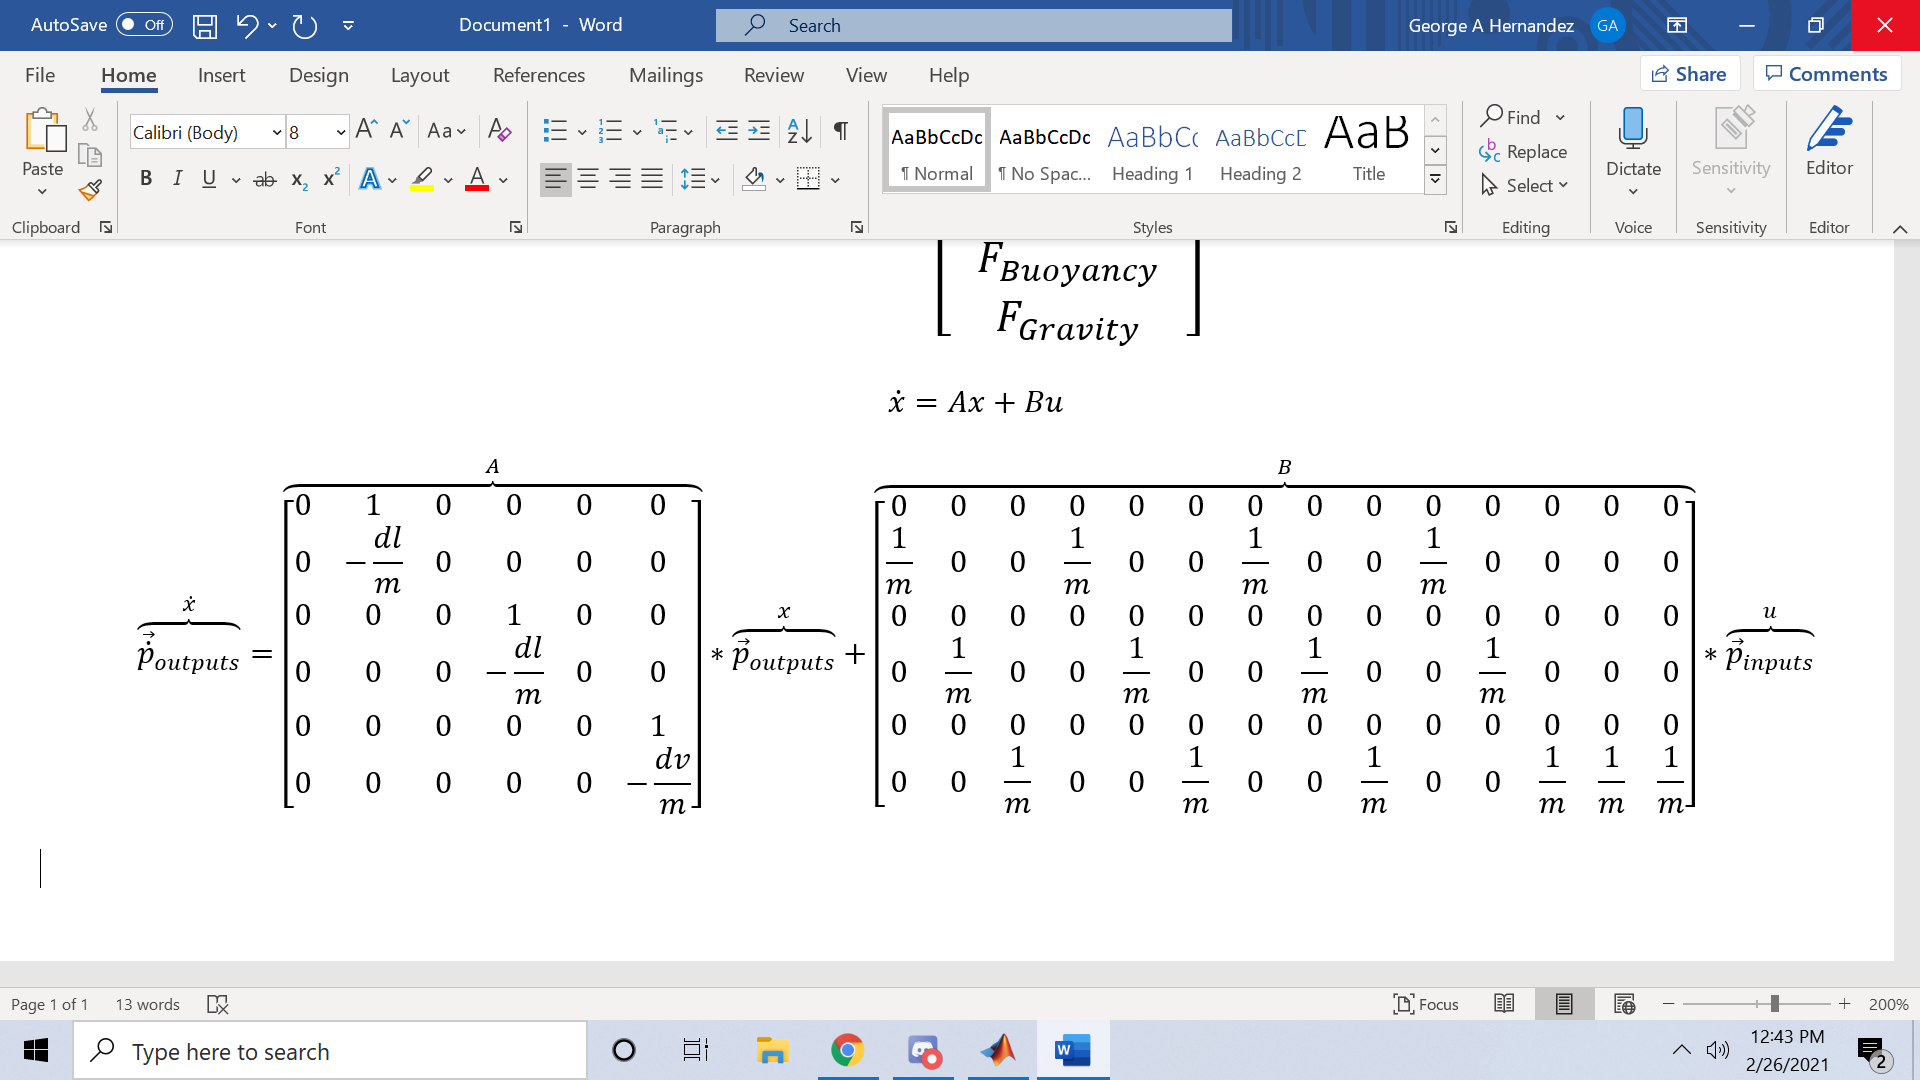 AutoSave Off Document1 - Word Search George A Hernandez GA
File Home Insert Design Layout References Mailings Review View Help Share Comments
Paste Calibri (Body) 8 Aa AaBbCcDc AaBbCcDc AaBbCc AaBbCcD AaB Find Dictate Sensitivity Editor
¶ Normal ¶ No Spac... Heading 1 Heading 2 Title Replace
B I U ab x₂ x² A A Select
Clipboard Font Paragraph Styles Editing Voice Sensitivity Editor
F_Buoyancy
F_Gravity
ẋ = Ax + Bu
A B
ẋ x u
0 1 0 0 0 0 0 0 0 0 0 0 0 0 0 0 0 0 0 0
0 −dl/m 0 0 0 0 1/m 0 0 1/m 0 0 1/m 0 0 1/m 0 0 0 0
0 0 0 1 0 0 0 0 0 0 0 0 0 0 0 0 0 0 0 0
p⃗̇_outputs = * p⃗_outputs + * p⃗_inputs
0 0 0 −dl/m 0 0 0 1/m 0 0 1/m 0 0 1/m 0 0 1/m 0 0 0
0 0 0 0 0 1 0 0 0 0 0 0 0 0 0 0 0 0 0 0
0 0 0 0 0 −dv/m 0 0 1/m 0 0 1/m 0 0 1/m 0 0 1/m 1/m 1/m
Page 1 of 1 13 words Focus 200%
Type here to search W 12:43 PM
2/26/2021 2